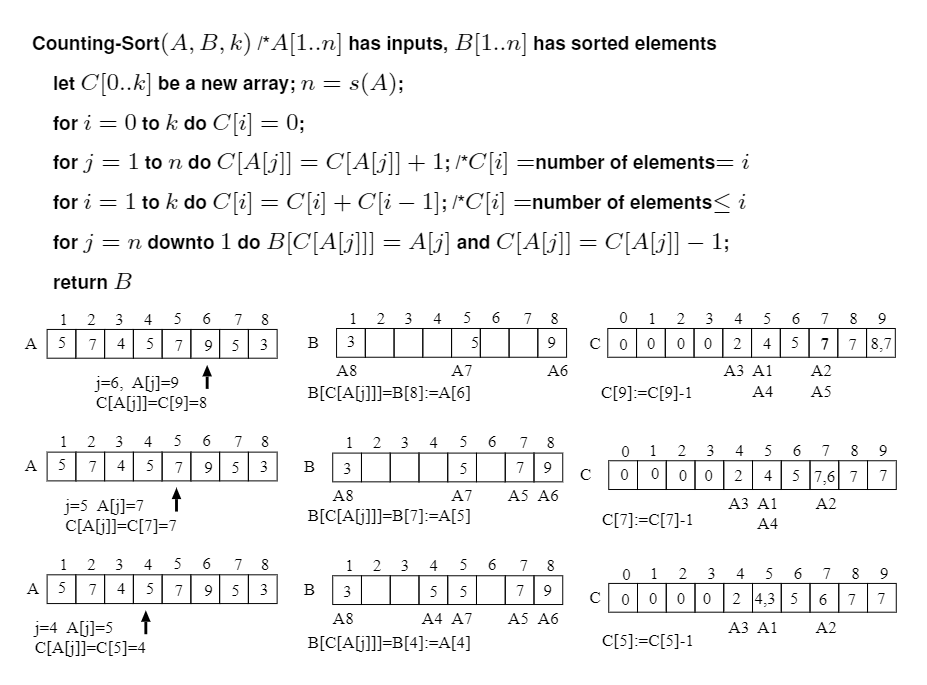 Counting-Sort(A, B, k) /*A[1..n] has inputs, B[1..n] has sorted elements
let C[0..k] be a new array; n = s(A);
for i = 0 to k do C[i] = 0;
for j = 1 to n do C[A[j]] = C[A[j]] + 1; /*C[i] =number of elements= i
for i = 1 to k do C[i] = C[i] + C[i − 1]; /*C[i] =number of elements≤ i
for j = n downto 1 do B[C[A[j]]] = A[j] and C[A[j]] = C[A[j]] − 1;
return B
1 2 3 4 5 6 7 8
A 5 7 4 5 7 9 5 3
j=6, A[j]=9
C[A[j]]=C[9]=8
1 2 3 4 5 6 7 8
B 3 5 9
A8 A7 A6
B[C[A[j]]]=B[8]:=A[6]
0 1 2 3 4 5 6 7 8 9
C 0 0 0 0 2 4 5 7 7 8,7
A3 A1 A2
C[9]:=C[9]-1 A4 A5
1 2 3 4 5 6 7 8
A 5 7 4 5 7 9 5 3
j=5 A[j]=7
C[A[j]]=C[7]=7
1 2 3 4 5 6 7 8
B 3 5 7 9
A8 A7 A5 A6
B[C[A[j]]]=B[7]:=A[5]
0 1 2 3 4 5 6 7 8 9
C 0 0 0 0 2 4 5 7,6 7 7
A3 A1 A2
C[7]:=C[7]-1 A4
1 2 3 4 5 6 7 8
A 5 7 4 5 7 9 5 3
j=4 A[j]=5
C[A[j]]=C[5]=4
1 2 3 4 5 6 7 8
B 3 5 5 7 9
A8 A4 A7 A5 A6
B[C[A[j]]]=B[4]:=A[4]
0 1 2 3 4 5 6 7 8 9
C 0 0 0 0 2 4,3 5 6 7 7
A3 A1 A2
C[5]:=C[5]-1